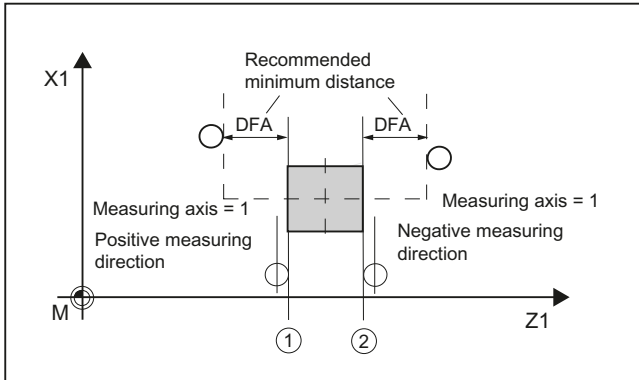 Recommended
minimum distance
X1
DFA
DFA
Measuring axis = 1
Measuring axis = 1
Positive measuring
direction
Negative measuring
direction
M
Z1
1
2